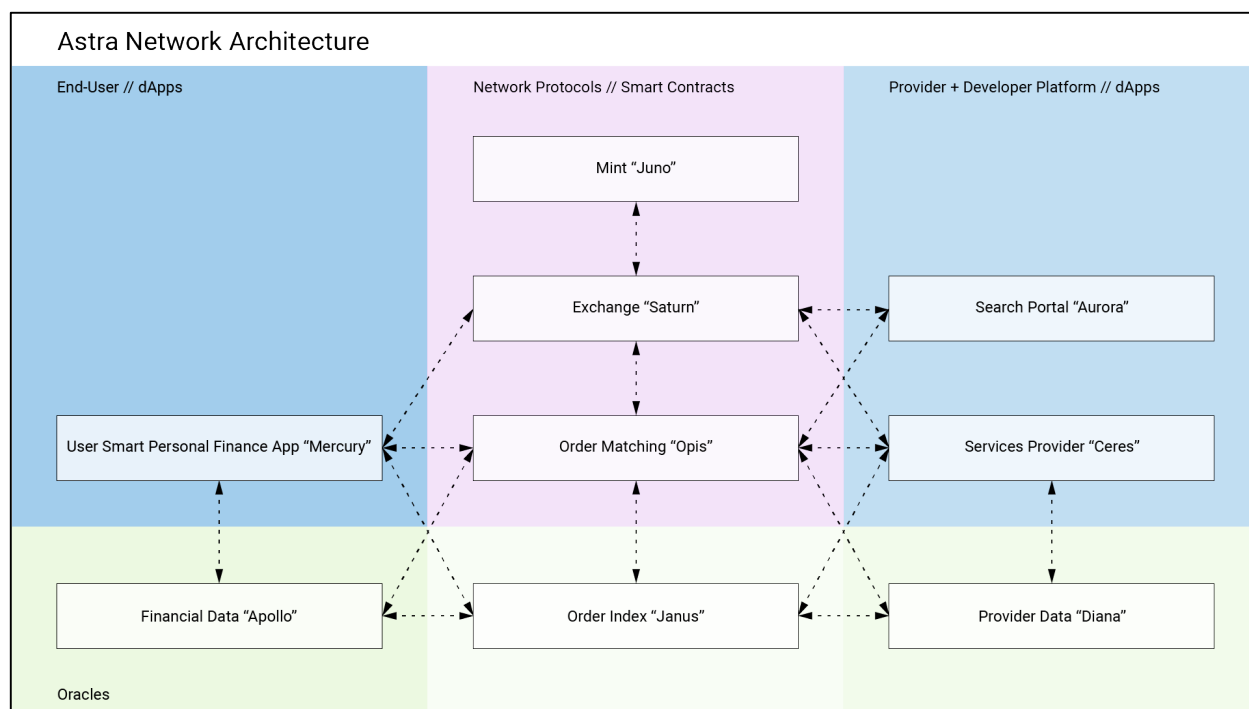 Astra Network Architecture
End-User // dApps
Network Protocols // Smart Contracts
Provider + Developer Platform // dApps
Mint “Juno”
Exchange “Saturn”
Search Portal “Aurora”
User Smart Personal Finance App “Mercury”
Order Matching “Opis”
Services Provider “Ceres”
Financial Data “Apollo”
Order Index “Janus”
Provider Data “Diana”
Oracles